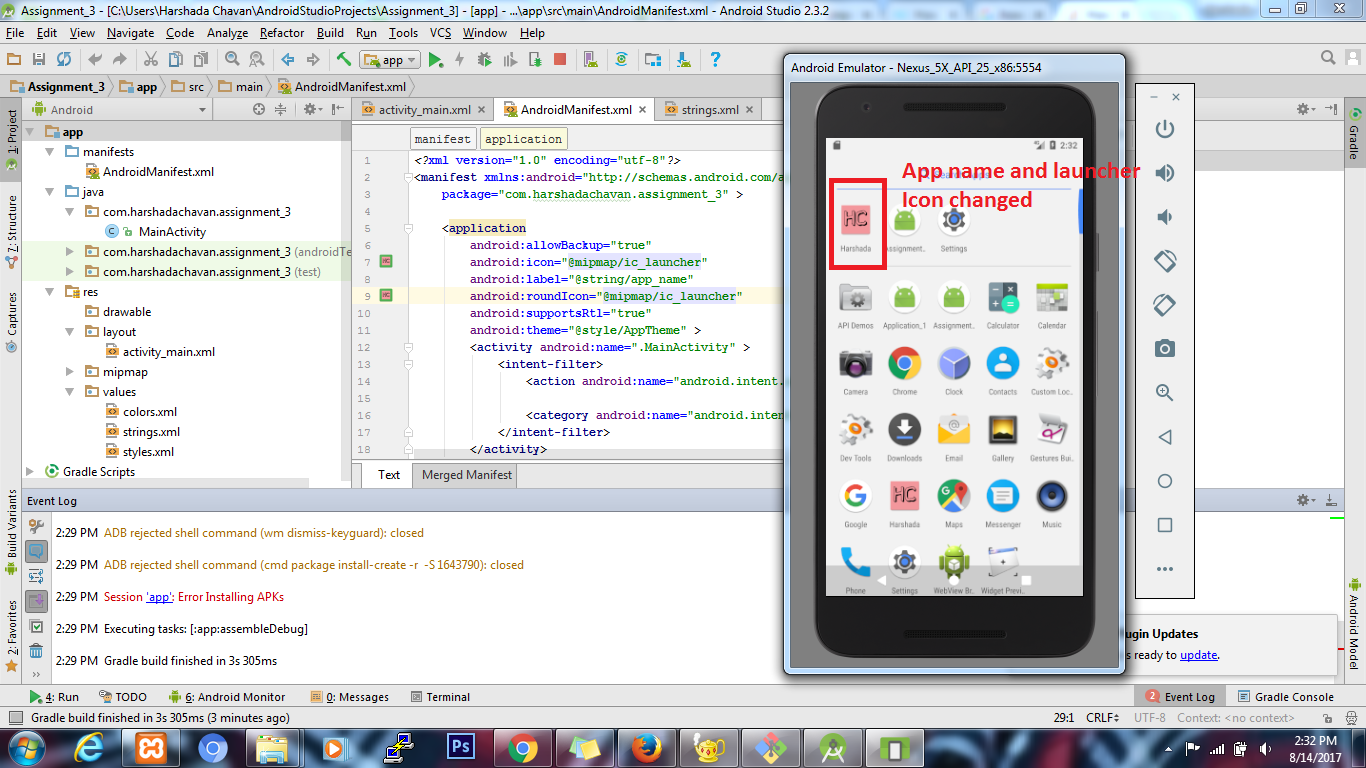 Assignment_3 - [C:\Users\Harshada Chavan\AndroidStudioProjects\Assignment_3] - [app] - ...\app\src\main\AndroidManifest.xml - Android Studio 2.3.2
File Edit View Navigate Code Analyze Refactor Build Run Tools VCS Window Help
app
Assignment_3 app src main AndroidManifest.xml
Android
activity_main.xml AndroidManifest.xml strings.xml
1: Project
7: Structure
Captures
Build Variants
2: Favorites
app
manifests
AndroidManifest.xml
java
com.harshadachavan.assignment_3
MainActivity
com.harshadachavan.assignment_3 (androidTe
com.harshadachavan.assignment_3 (test)
res
drawable
layout
activity_main.xml
mipmap
values
colors.xml
strings.xml
styles.xml
Gradle Scripts
manifest application
1 <?xml version="1.0" encoding="utf-8"?>
2 <manifest xmlns:android="http://schemas.android.com/a
3 package="com.harshadachavan.assignment_3" >
4
5 <application
6 android:allowBackup="true"
7 android:icon="@mipmap/ic_launcher"
8 android:label="@string/app_name"
9 android:roundIcon="@mipmap/ic_launcher"
10 android:supportsRtl="true"
11 android:theme="@style/AppTheme" >
12 <activity android:name=".MainActivity" >
13 <intent-filter>
14 <action android:name="android.intent.
15
16 <category android:name="android.inten
17 </intent-filter>
18 </activity>
Text Merged Manifest
Android Emulator - Nexus_5X_API_25_x86:5554
2:32
App name and launcher
Icon changed
HC
Harshada Assignment.. Settings
API Demos Application_1 Assignment.. Calculator Calendar
Camera Chrome Clock Contacts Custom Loc..
Dev Tools Downloads Email Gallery Gestures Bui..
HC
Google Harshada Maps Messenger Music
Phone Settings WebView Br.. Widget Previ..
Gradle
Android Model
Event Log
2:29 PM ADB rejected shell command (wm dismiss-keyguard): closed
2:29 PM ADB rejected shell command (cmd package install-create -r -S 1643790): closed
2:29 PM Session 'app': Error Installing APKs
2:29 PM Executing tasks: [:app:assembleDebug]
2:29 PM Gradle build finished in 3s 305ms
ugin Updates
s ready to update.
4: Run TODO 6: Android Monitor 0: Messages Terminal 2 Event Log Gradle Console
Gradle build finished in 3s 305ms (3 minutes ago) 29:1 CRLF UTF-8 Context: <no context>
Ps
2:32 PM
8/14/2017